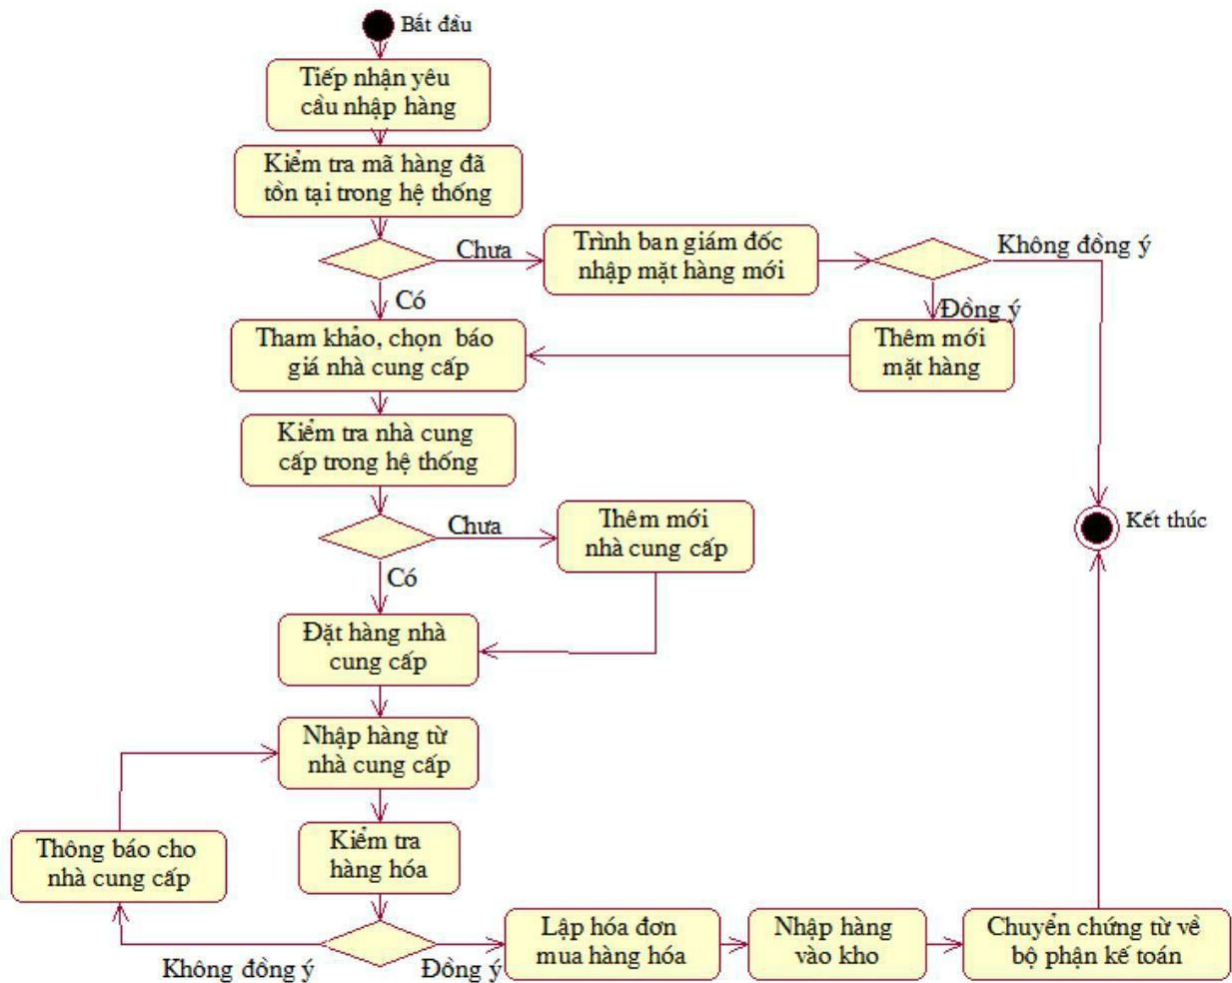 Bắt đầu
Tiếp nhận yêu
cầu nhập hàng
Kiểm tra mã hàng đã
tồn tại trong hệ thống
Chưa
Trình ban giám đốc
nhập mặt hàng mới
Không đồng ý
Có
Đồng ý
Tham khảo, chọn báo
giá nhà cung cấp
Thêm mới
mặt hàng
Kiểm tra nhà cung
cấp trong hệ thống
Chưa
Thêm mới
nhà cung cấp
Kết thúc
Có
Đặt hàng nhà
cung cấp
Nhập hàng từ
nhà cung cấp
Thông báo cho
nhà cung cấp
Kiểm tra
hàng hóa
Không đồng ý
Đồng ý
Lập hóa đơn
mua hàng hóa
Nhập hàng
vào kho
Chuyển chứng từ về
bộ phận kế toán